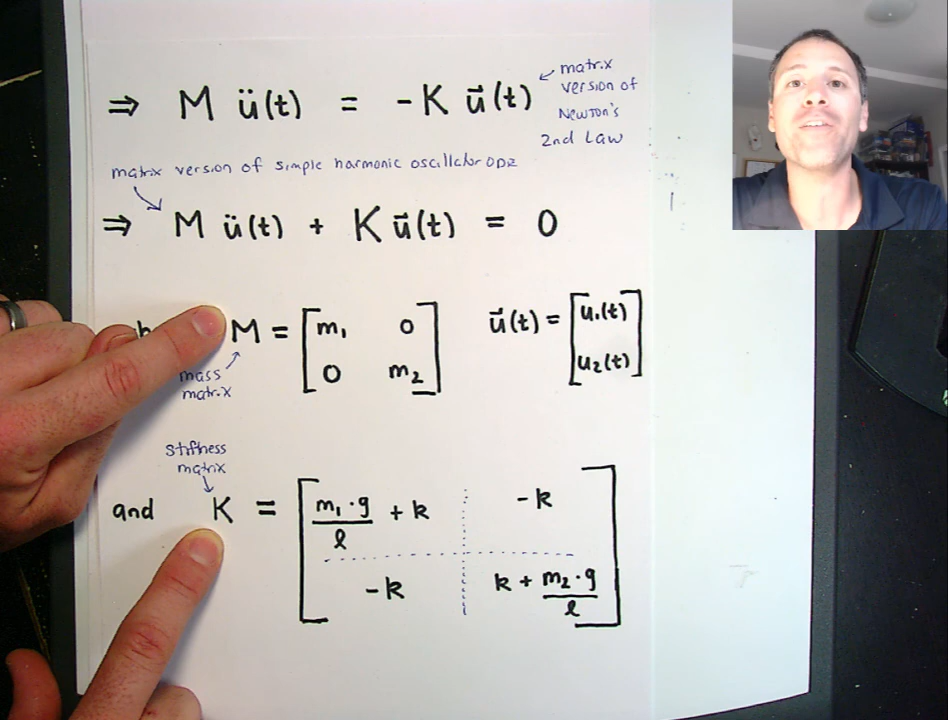 ⇒ M ü(t) = -K u⃗(t)
matrix version of Newton's 2nd Law
matrix version of simple harmonic oscillator ODE
⇒ M ü(t) + K u⃗(t) = 0
M = [m₁ 0
0 m₂]
u⃗(t) = [u₁(t)
u₂(t)]
mass
matrix
stiffness
matrix
and K = [m₁·g/l + k -k
-k k + m₂·g/l]